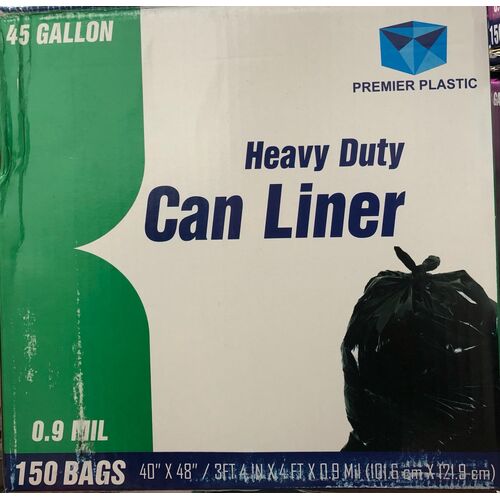 45 GALLON
PREMIER PLASTIC
Heavy Duty
Can Liner
0.9 MIL
150 BAGS
40" X 48" / 3FT 4 IN X 4 FT X 0.9 Mil (101.6 cm X 121.9 cm)
150